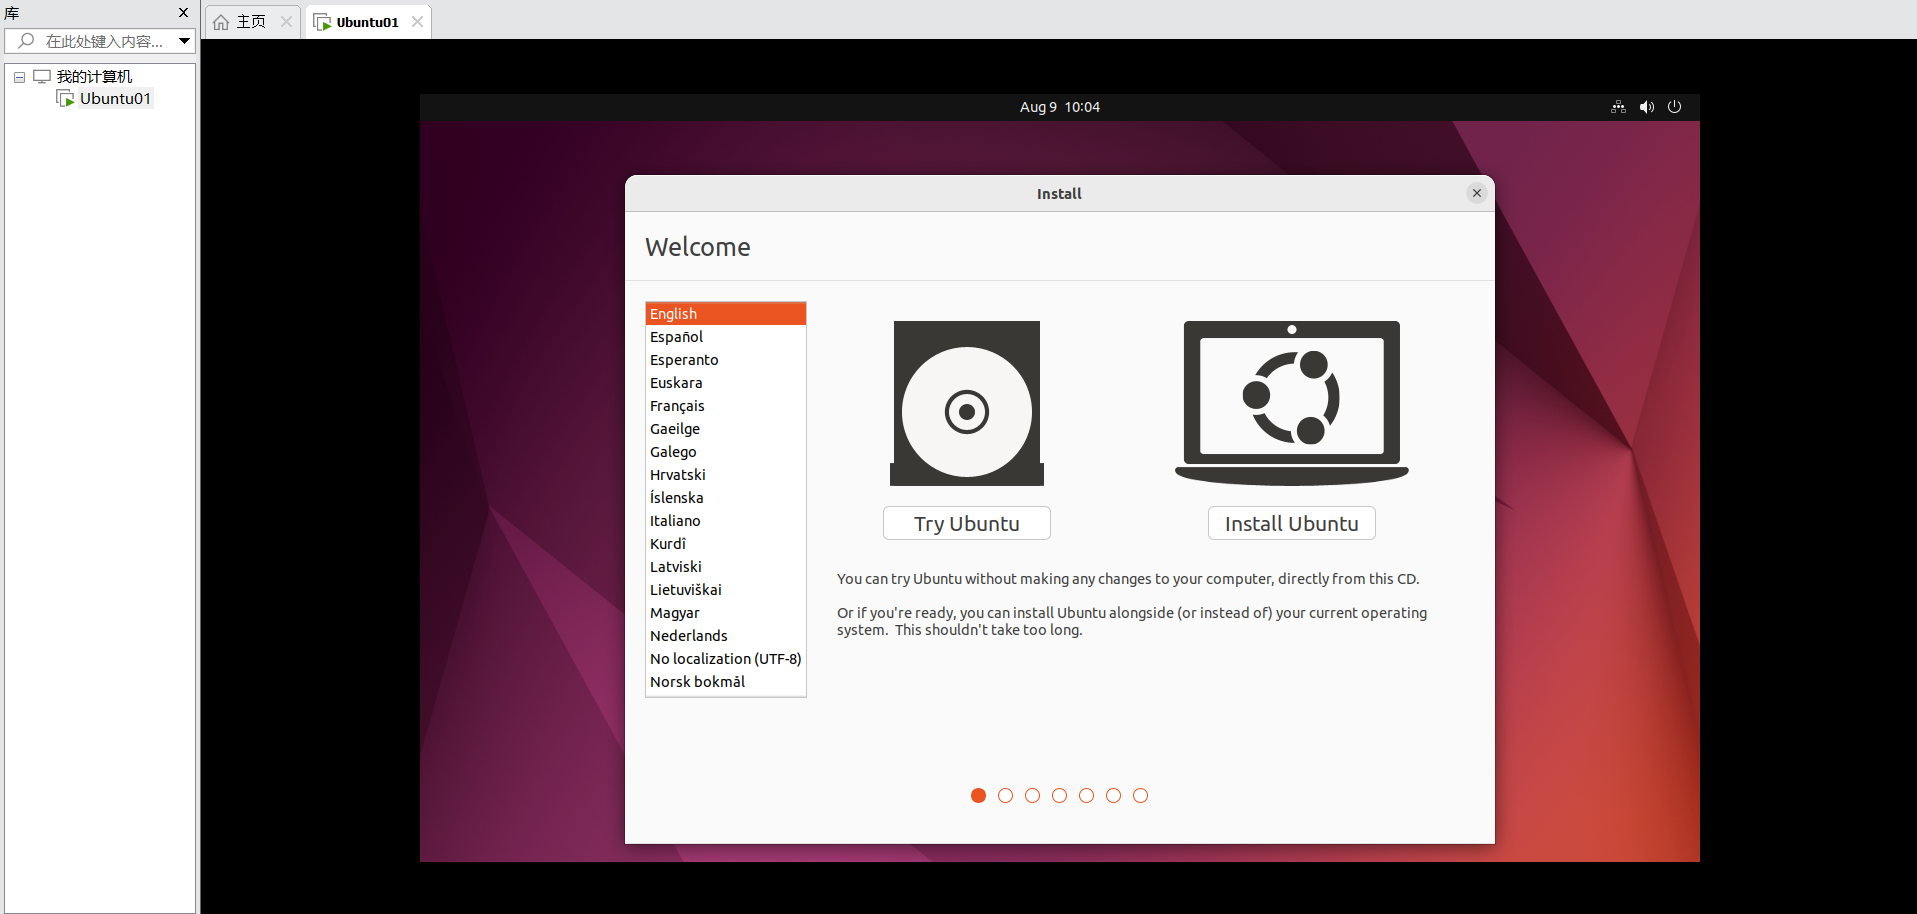 库
在此处键入内容...
我的计算机
Ubuntu01
主页
Ubuntu01
Aug 9 10:04
Install
Welcome
English
Español
Esperanto
Euskara
Français
Gaeilge
Galego
Hrvatski
Íslenska
Italiano
Kurdî
Latviski
Lietuviškai
Magyar
Nederlands
No localization (UTF-8)
Norsk bokmål
Try Ubuntu
Install Ubuntu
You can try Ubuntu without making any changes to your computer, directly from this CD.
Or if you're ready, you can install Ubuntu alongside (or instead of) your current operating
system. This shouldn't take too long.